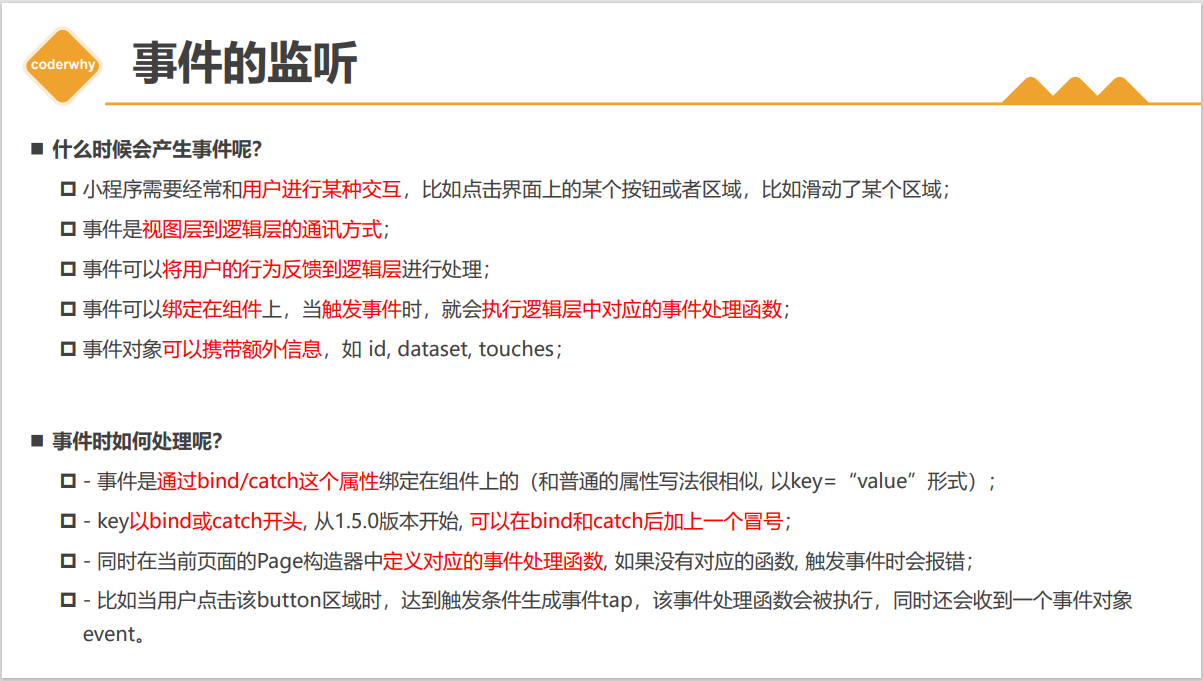 coderwhy
事件的监听
什么时候会产生事件呢？
小程序需要经常和用户进行某种交互，比如点击界面上的某个按钮或者区域，比如滑动了某个区域；
事件是视图层到逻辑层的通讯方式；
事件可以将用户的行为反馈到逻辑层进行处理；
事件可以绑定在组件上，当触发事件时，就会执行逻辑层中对应的事件处理函数；
事件对象可以携带额外信息，如 id, dataset, touches；
事件时如何处理呢？
- 事件是通过bind/catch这个属性绑定在组件上的（和普通的属性写法很相似, 以key=“value”形式）；
- key以bind或catch开头, 从1.5.0版本开始, 可以在bind和catch后加上一个冒号；
- 同时在当前页面的Page构造器中定义对应的事件处理函数, 如果没有对应的函数, 触发事件时会报错；
- 比如当用户点击该button区域时，达到触发条件生成事件tap，该事件处理函数会被执行，同时还会收到一个事件对象
event。